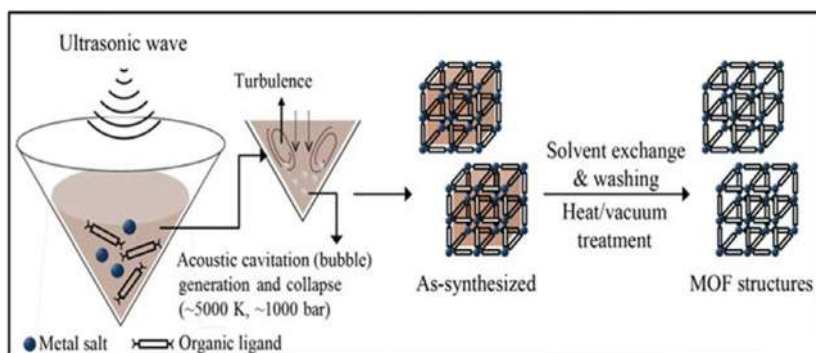 Ultrasonic wave
Turbulence
Acoustic cavitation (bubble)
generation and collapse
(~5000 K, ~1000 bar)
As-synthesized
Solvent exchange
& washing
Heat/vacuum
treatment
MOF structures
Metal salt
Organic ligand